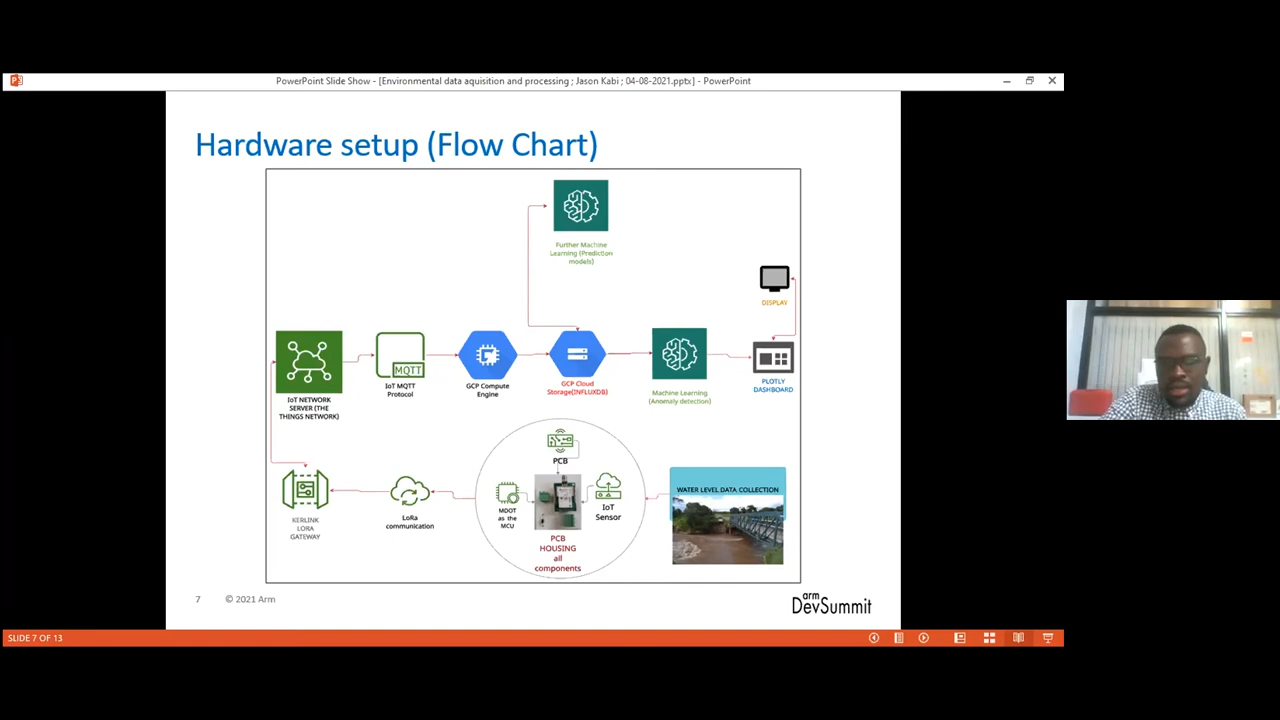 PowerPoint Slide Show - [Environmental data aquisition and processing ; Jason Kabi ; 04-08-2021.pptx] - PowerPoint
Hardware setup (Flow Chart)
Further Machine
Learning (Prediction
models)
DISPLAY
IoT NETWORK
SERVER (THE
THINGS NETWORK)
MQTT
IoT MQTT
Protocol
GCP Compute
Engine
GCP Cloud
Storage(INFLUXDB)
Machine Learning
(Anomaly detection)
PLOTLY
DASHBOARD
KERLINK
LORA
GATEWAY
LoRa
communication
PCB
MDOT
as the
MCU
IoT
Sensor
PCB
HOUSING
all
components
WATER LEVEL DATA COLLECTION
7 © 2021 Arm
arm
DevSummit
SLIDE 7 OF 13